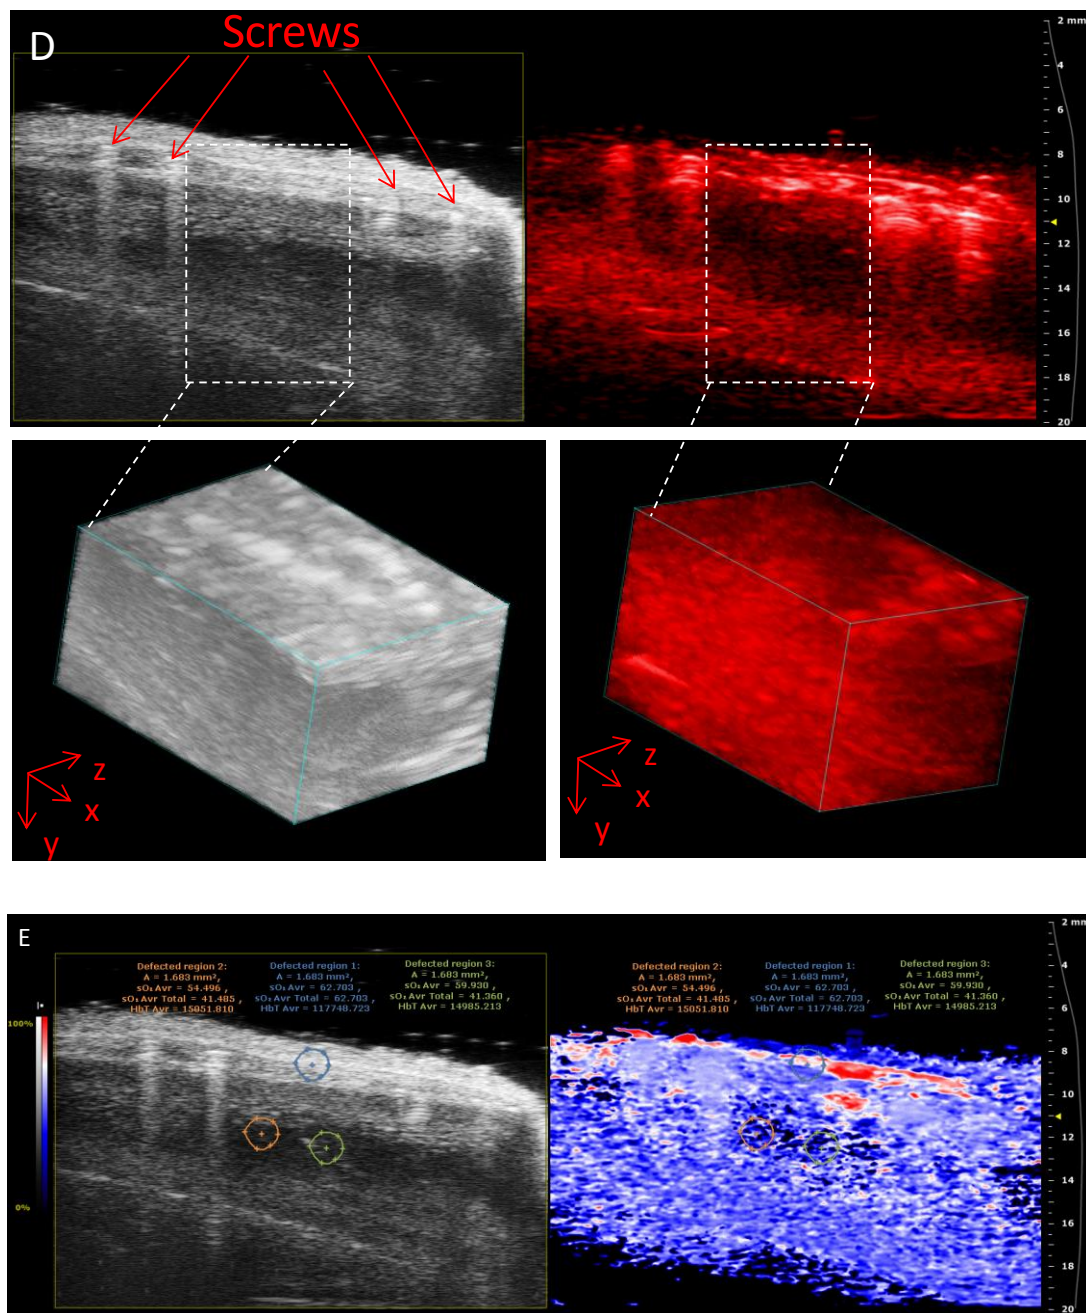 D
Screws
2 mm
4
6
8
10
12
14
16
18
20
z
x
y
z
x
y
E
Defected region 2:
A = 1.683 mm²,
sO₂ Avr = 54.496 ,
sO₂ Avr Total = 41.485 ,
HbT Avr = 15051.810
Defected region 1:
A = 1.683 mm²,
sO₂ Avr = 62.703 ,
sO₂ Avr Total = 62.703 ,
HbT Avr = 117748.723
Defected region 3:
A = 1.683 mm²,
sO₂ Avr = 59.930 ,
sO₂ Avr Total = 41.360 ,
HbT Avr = 14985.213
Defected region 2:
A = 1.683 mm²,
sO₂ Avr = 54.496 ,
sO₂ Avr Total = 41.485 ,
HbT Avr = 15051.810
Defected region 1:
A = 1.683 mm²,
sO₂ Avr = 62.703 ,
sO₂ Avr Total = 62.703 ,
HbT Avr = 117748.723
Defected region 3:
A = 1.683 mm²,
sO₂ Avr = 59.930 ,
sO₂ Avr Total = 41.360 ,
HbT Avr = 14985.213
100%
0%
2 mm
4
6
8
10
12
14
16
18
20